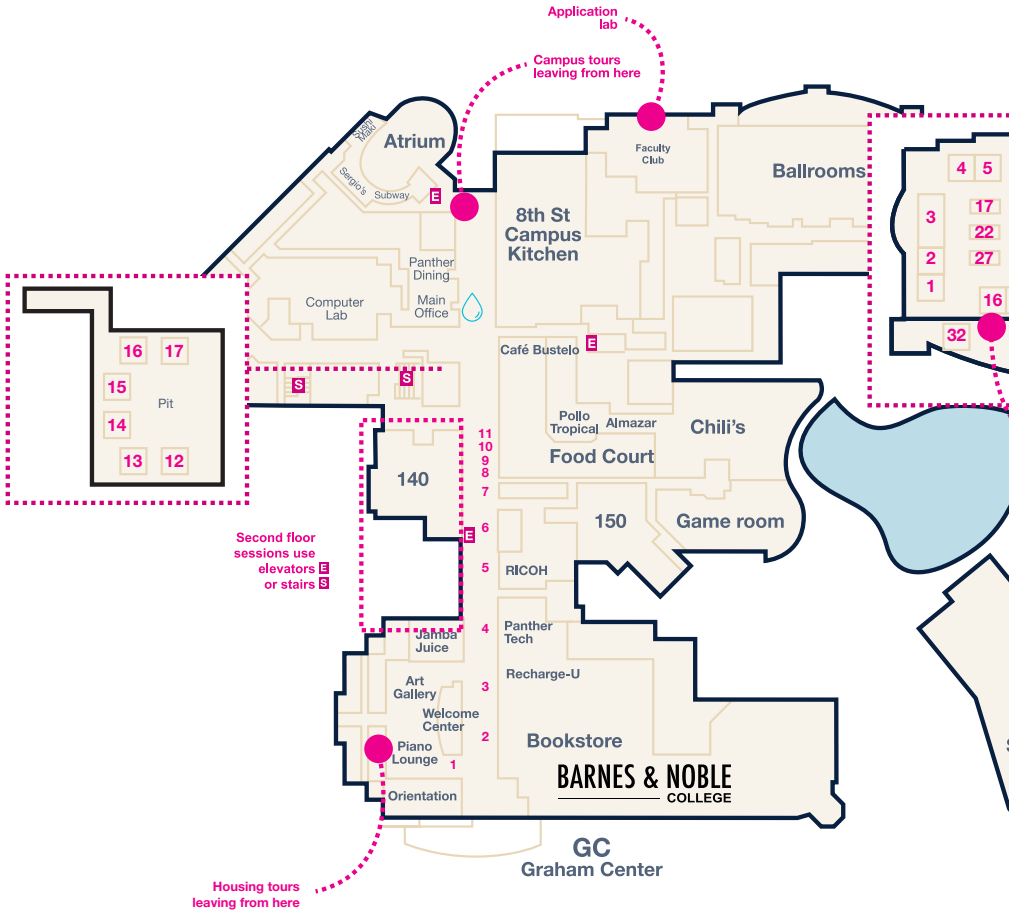 Application
lab
Campus tours
leaving from here
Sushi
Maki
Atrium
Sergio's
Subway
E
Faculty
Club
Ballrooms
8th St
Campus
Kitchen
Panther
Dining
Main
Office
Computer
Lab
4
5
3
17
22
2
27
1
16
32
16
17
15
Pit
14
13
12
S
S
Café Bustelo
E
Pollo
Tropical
Almazar
Chili's
Food Court
11
10
9
8
7
6
5
4
3
2
1
140
E
150
Game room
Second floor
sessions use
elevators E
or stairs S
RICOH
Jamba
Juice
Panther
Tech
Recharge-U
Art
Gallery
Welcome
Center
Piano
Lounge
Bookstore
BARNES & NOBLE
COLLEGE
Orientation
GC
Graham Center
Housing tours
leaving from here